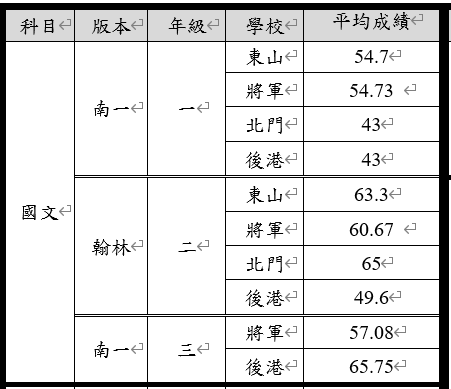 科目 版本 年級 學校 平均成績
國文 南一 一 東山 54.7
將軍 54.73
北門 43
後港 43
翰林 二 東山 63.3
將軍 60.67
北門 65
後港 49.6
南一 三 將軍 57.08
後港 65.75